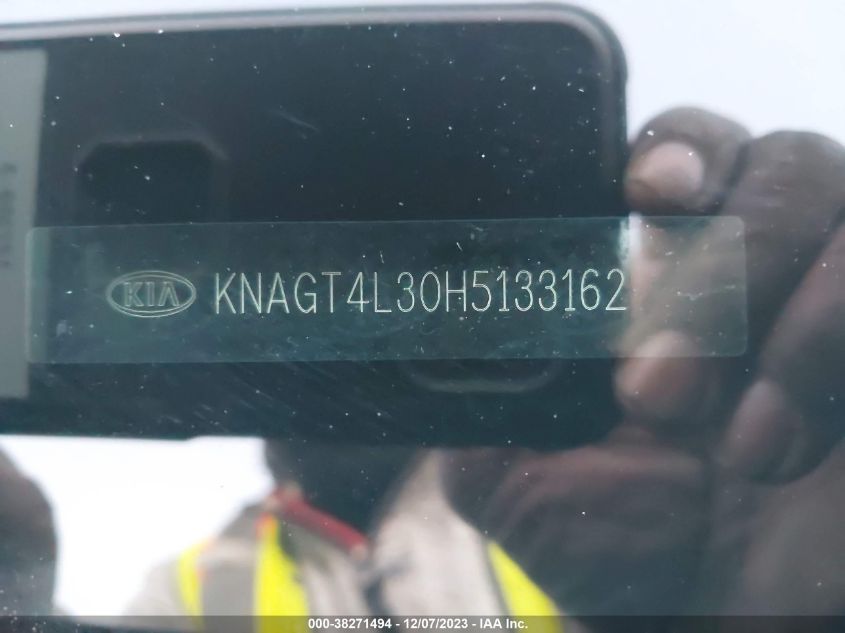 KIA KNAGT4L30H5133162
000-38271494 - 12/07/2023 - IAA Inc.